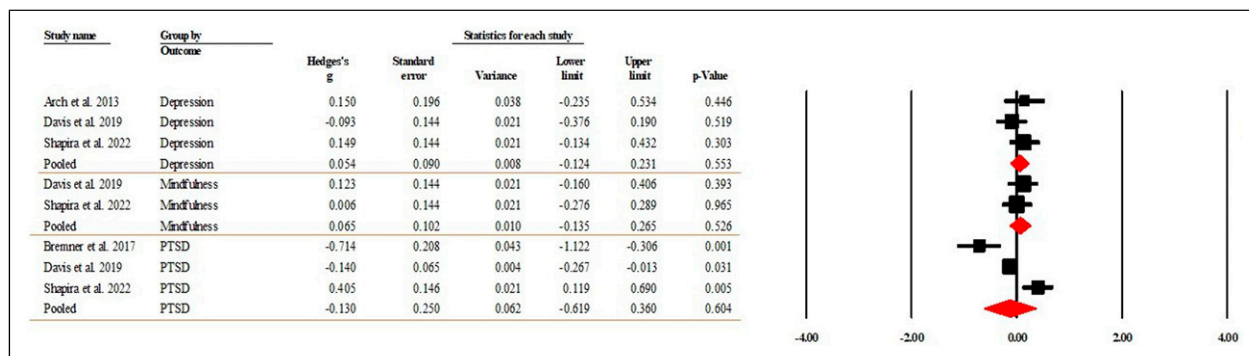 Study name Group by Statistics for each study
Outcome
Hedges's Standard Lower Upper
g error Variance limit limit p-Value
Arch et al. 2013 Depression 0.150 0.196 0.038 -0.235 0.534 0.446
Davis et al. 2019 Depression -0.093 0.144 0.021 -0.376 0.190 0.519
Shapira et al. 2022 Depression 0.149 0.144 0.021 -0.134 0.432 0.303
Pooled Depression 0.054 0.090 0.008 -0.124 0.231 0.553
Davis et al. 2019 Mindfulness 0.123 0.144 0.021 -0.160 0.406 0.393
Shapira et al. 2022 Mindfulness 0.006 0.144 0.021 -0.276 0.289 0.965
Pooled Mindfulness 0.065 0.102 0.010 -0.135 0.265 0.526
Bremner et al. 2017 PTSD -0.714 0.208 0.043 -1.122 -0.306 0.001
Davis et al. 2019 PTSD -0.140 0.065 0.004 -0.267 -0.013 0.031
Shapira et al. 2022 PTSD 0.405 0.146 0.021 0.119 0.690 0.005
Pooled PTSD -0.130 0.250 0.062 -0.619 0.360 0.604
-4.00 -2.00 0.00 2.00 4.00